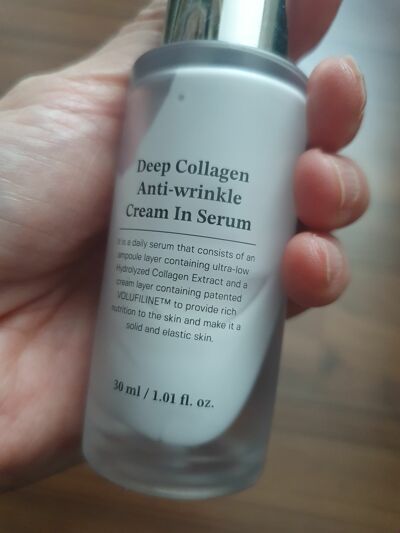 Deep Collagen
Anti-wrinkle
Cream In Serum
It is a daily serum that consists of an
ampoule layer containing ultra-low
Hydrolyzed Collagen Extract and a
cream layer containing patented
VOLUFILINE™ to provide rich
nutrition to the skin and make it a
solid and elastic skin.
30 ml / 1.01 fl. oz.